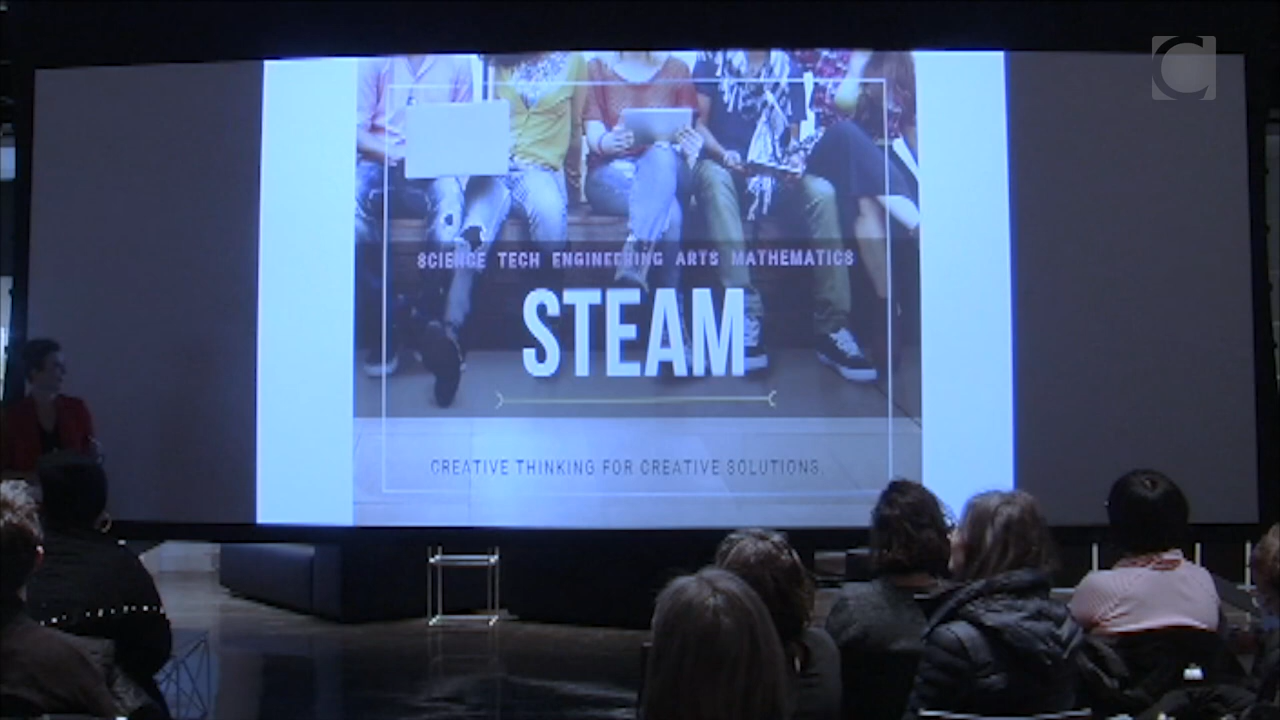 C
SCIENCE TECH ENGINEERING ARTS MATHEMATICS
STEAM
CREATIVE THINKING FOR CREATIVE SOLUTIONS.